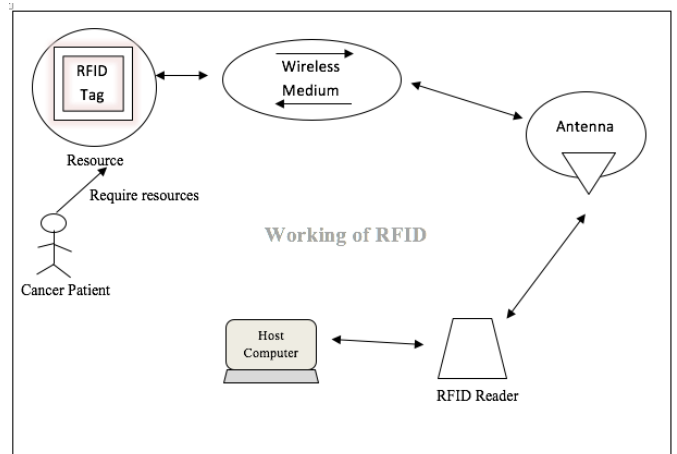 RFID
Tag
Wireless
Medium
Antenna
Resource
Require resources
Cancer Patient
Working of RFID
Host
Computer
RFID Reader